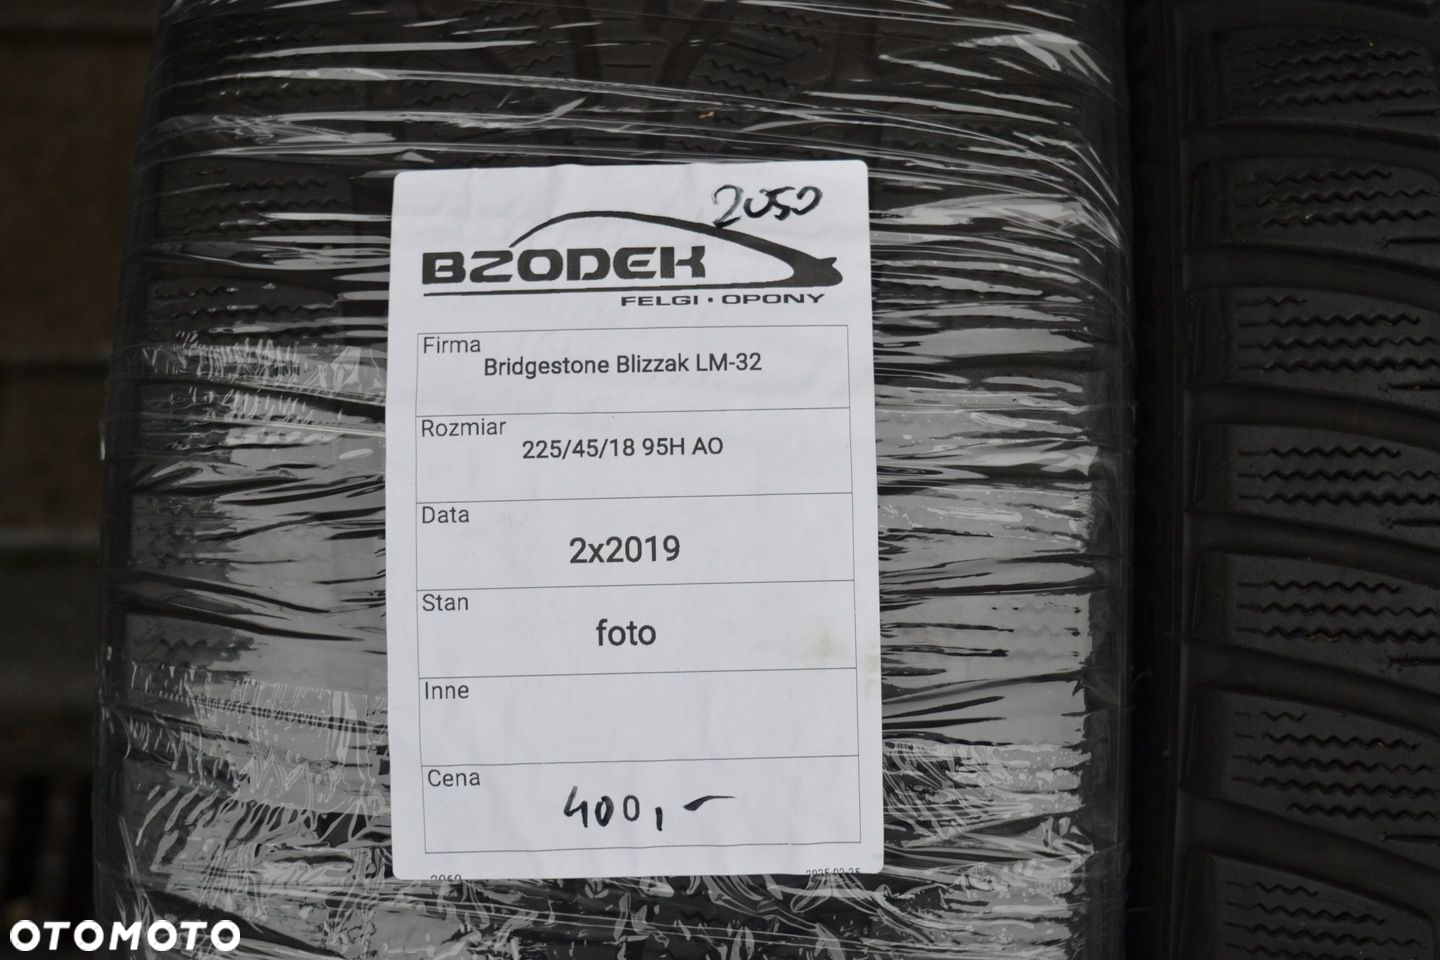 2050
BZODEK
FELGI • OPONY
Firma
Bridgestone Blizzak LM-32
Rozmiar
225/45/18 95H AO
Data
2x2019
Stan
foto
Inne
Cena
400,-
OTOMOTO